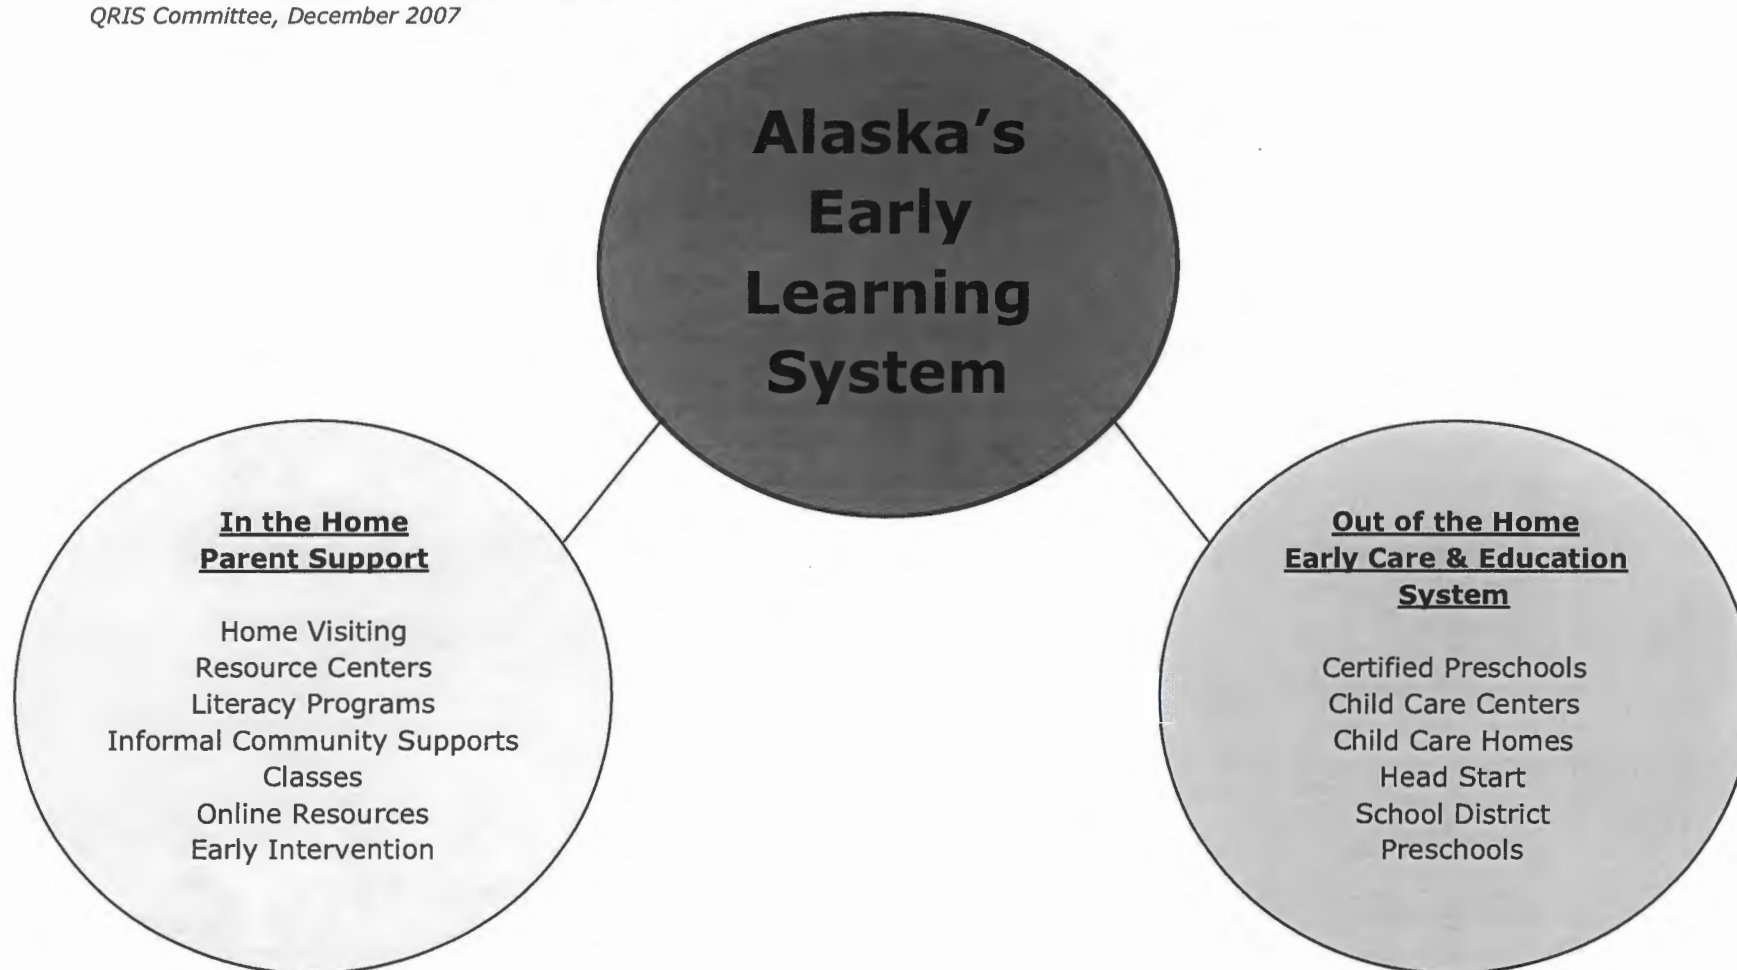 QRIS Committee, December 2007
Alaska’s
Early
Learning
System
In the Home
Parent Support
Home Visiting
Resource Centers
Literacy Programs
Informal Community Supports
Classes
Online Resources
Early Intervention
Out of the Home
Early Care & Education
System
Certified Preschools
Child Care Centers
Child Care Homes
Head Start
School District
Preschools